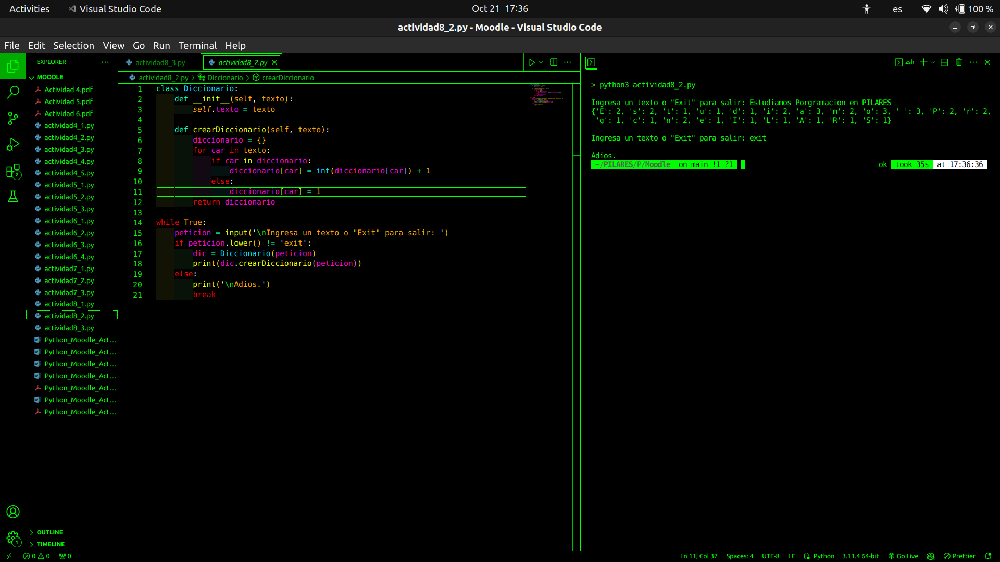 Activities Visual Studio Code Oct 21 17:36 es 100 %
actividad8_2.py - Moodle - Visual Studio Code
File Edit Selection View Go Run Terminal Help
EXPLORER
MOODLE
Actividad 4.pdf
Actividad 5.pdf
Actividad 6.pdf
actividad4_1.py
actividad4_2.py
actividad4_3.py
actividad4_4.py
actividad4_5.py
actividad5_1.py
actividad5_2.py
actividad5_3.py
actividad6_1.py
actividad6_2.py
actividad6_3.py
actividad6_4.py
actividad7_1.py
actividad7_2.py
actividad7_3.py
actividad8_1.py
actividad8_2.py
actividad8_3.py
Python_Moodle_Act...
Python_Moodle_Act...
Python_Moodle_Act...
Python_Moodle_Act...
Python_Moodle_Act...
Python_Moodle_Act...
Python_Moodle_Act...
OUTLINE
TIMELINE
actividad8_3.py actividad8_2.py
actividad8_2.py > Diccionario > crearDiccionario
1 class Diccionario:
2 def __init__(self, texto):
3 self.texto = texto
4
5 def crearDiccionario(self, texto):
6 diccionario = {}
7 for car in texto:
8 if car in diccionario:
9 diccionario[car] = int(diccionario[car]) + 1
10 else:
11 diccionario[car] = 1
12 return diccionario
13
14 while True:
15 peticion = input('\nIngresa un texto o "Exit" para salir: ')
16 if peticion.lower() != 'exit':
17 dic = Diccionario(peticion)
18 print(dic.crearDiccionario(peticion))
19 else:
20 print('\nAdios.')
21 break
zsh
> python3 actividad8_2.py
Ingresa un texto o "Exit" para salir: Estudiamos Porgramacion en PILARES
{'E': 2, 's': 2, 't': 1, 'u': 1, 'd': 1, 'i': 2, 'a': 3, 'm': 2, 'o': 3, ' ': 3, 'P': 2, 'r': 2,
'g': 1, 'c': 1, 'n': 2, 'e': 1, 'I': 1, 'L': 1, 'A': 1, 'R': 1, 'S': 1}
Ingresa un texto o "Exit" para salir: exit
Adios.
~/PILARES/P/Moodle on main !1 ?1 ok took 35s at 17:36:36
0 0 0 Ln 11, Col 37 Spaces: 4 UTF-8 LF Python 3.11.4 64-bit Go Live Prettier
2
1